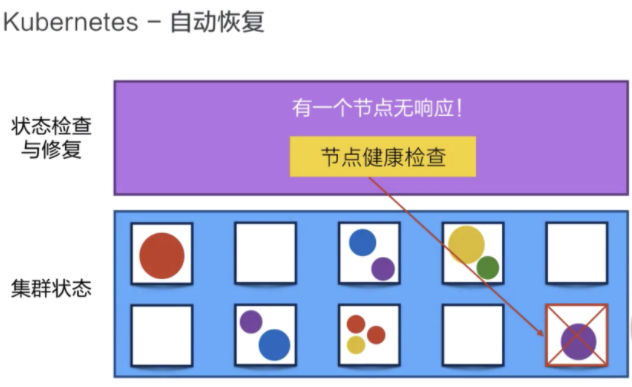 Kubernetes – 自动恢复
状态检查
与修复
有一个节点无响应！
节点健康检查
集群状态